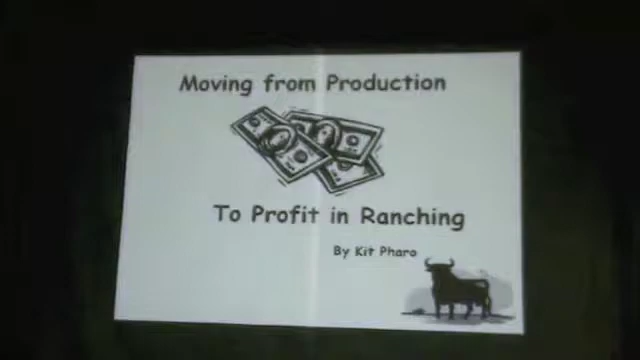 Moving from Production
To Profit in Ranching
By Kit Pharo